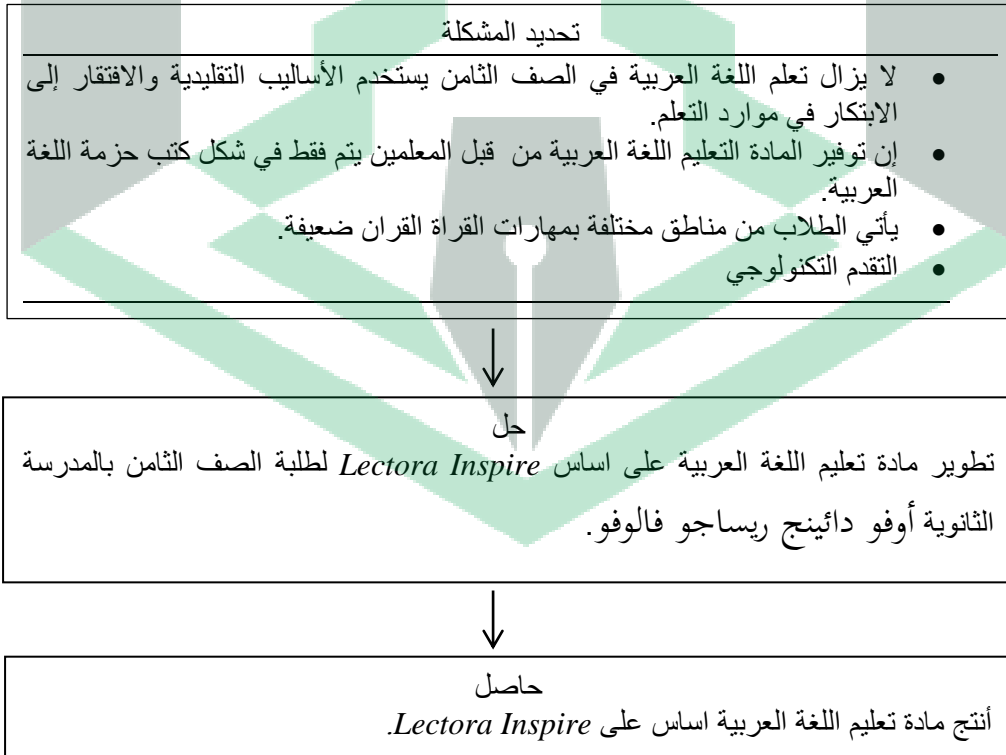 تحديد المشكلة
• لا يزال تعلم اللغة العربية في الصف الثامن يستخدم الأساليب التقليدية والافتقار إلى
الابتكار في موارد التعلم.
• إن توفير المادة التعليم اللغة العربية من قبل المعلمين يتم فقط في شكل كتب حزمة اللغة
العربية.
• يأتي الطلاب من مناطق مختلفة بمهارات القراة القران ضعيفة.
• التقدم التكنولوجي
حل
تطوير مادة تعليم اللغة العربية على اساس Lectora Inspire لطلبة الصف الثامن بالمدرسة
الثانوية أوفو دائينج ريساجو فالوفو.
حاصل
أنتج مادة تعليم اللغة العربية اساس على Lectora Inspire.